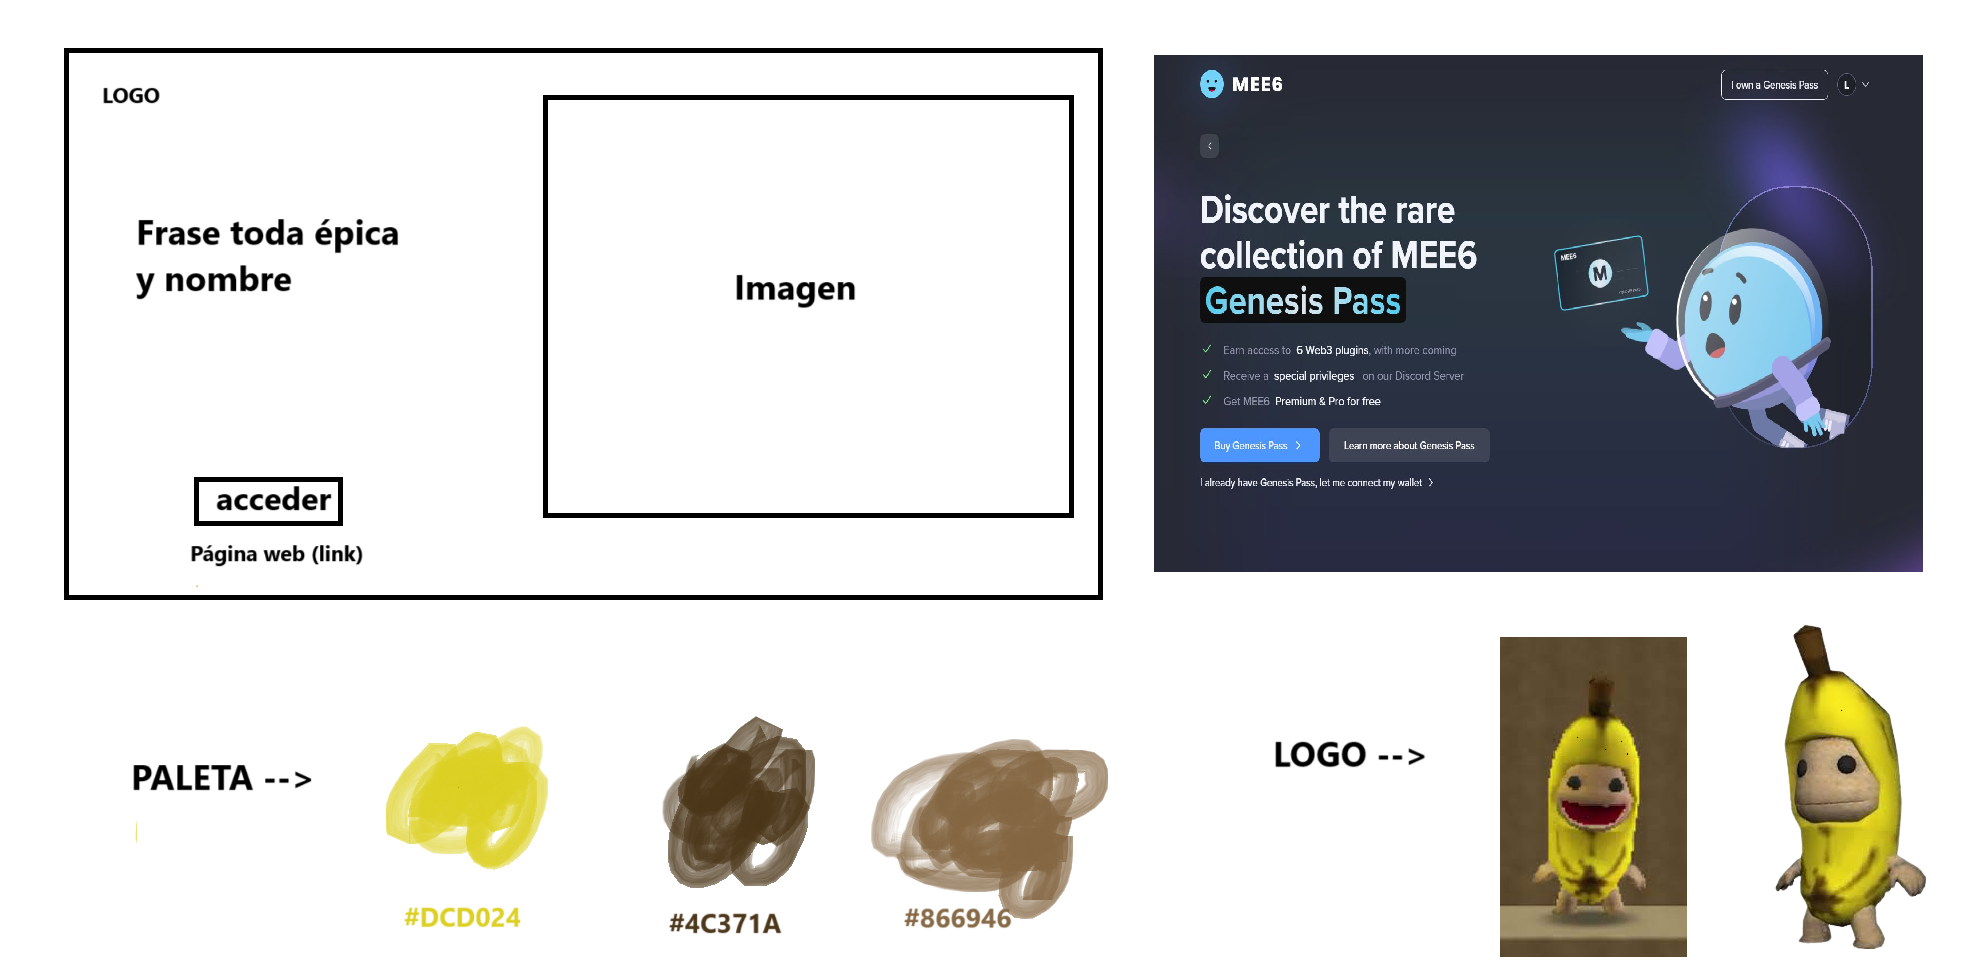 LOGO
Frase toda épica
y nombre
Imagen
acceder
Página web (link)
MEE6
I own a Genesis Pass
L
Discover the rare
collection of MEE6
Genesis Pass
MEE6
M
Earn access to 6 Web3 plugins, with more coming
Receive a special privileges on our Discord Server
Get MEE6 Premium & Pro for free
Buy Genesis Pass
Learn more about Genesis Pass
I already have Genesis Pass, let me connect my wallet
PALETA -->
#DCD024
#4C371A
#866946
LOGO -->